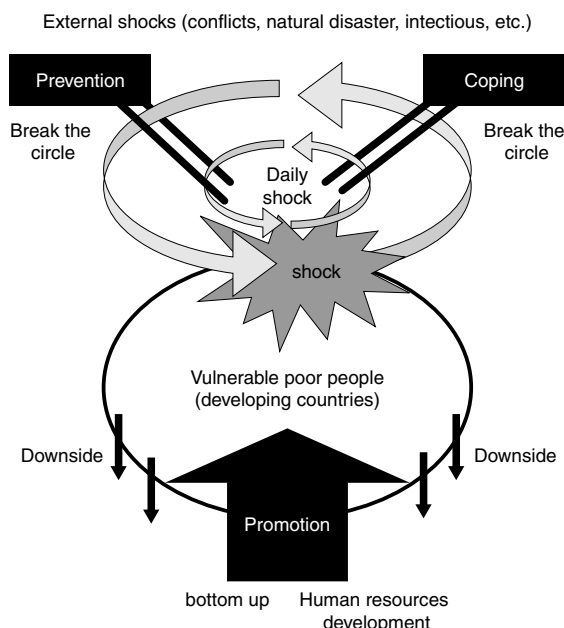 External shocks (conflicts, natural disaster, intectious, etc.)
Prevention
Coping
Break the
circle
Break the
circle
Daily
shock
shock
Vulnerable poor people
(developing countries)
Downside
Downside
Promotion
bottom up
Human resources
development